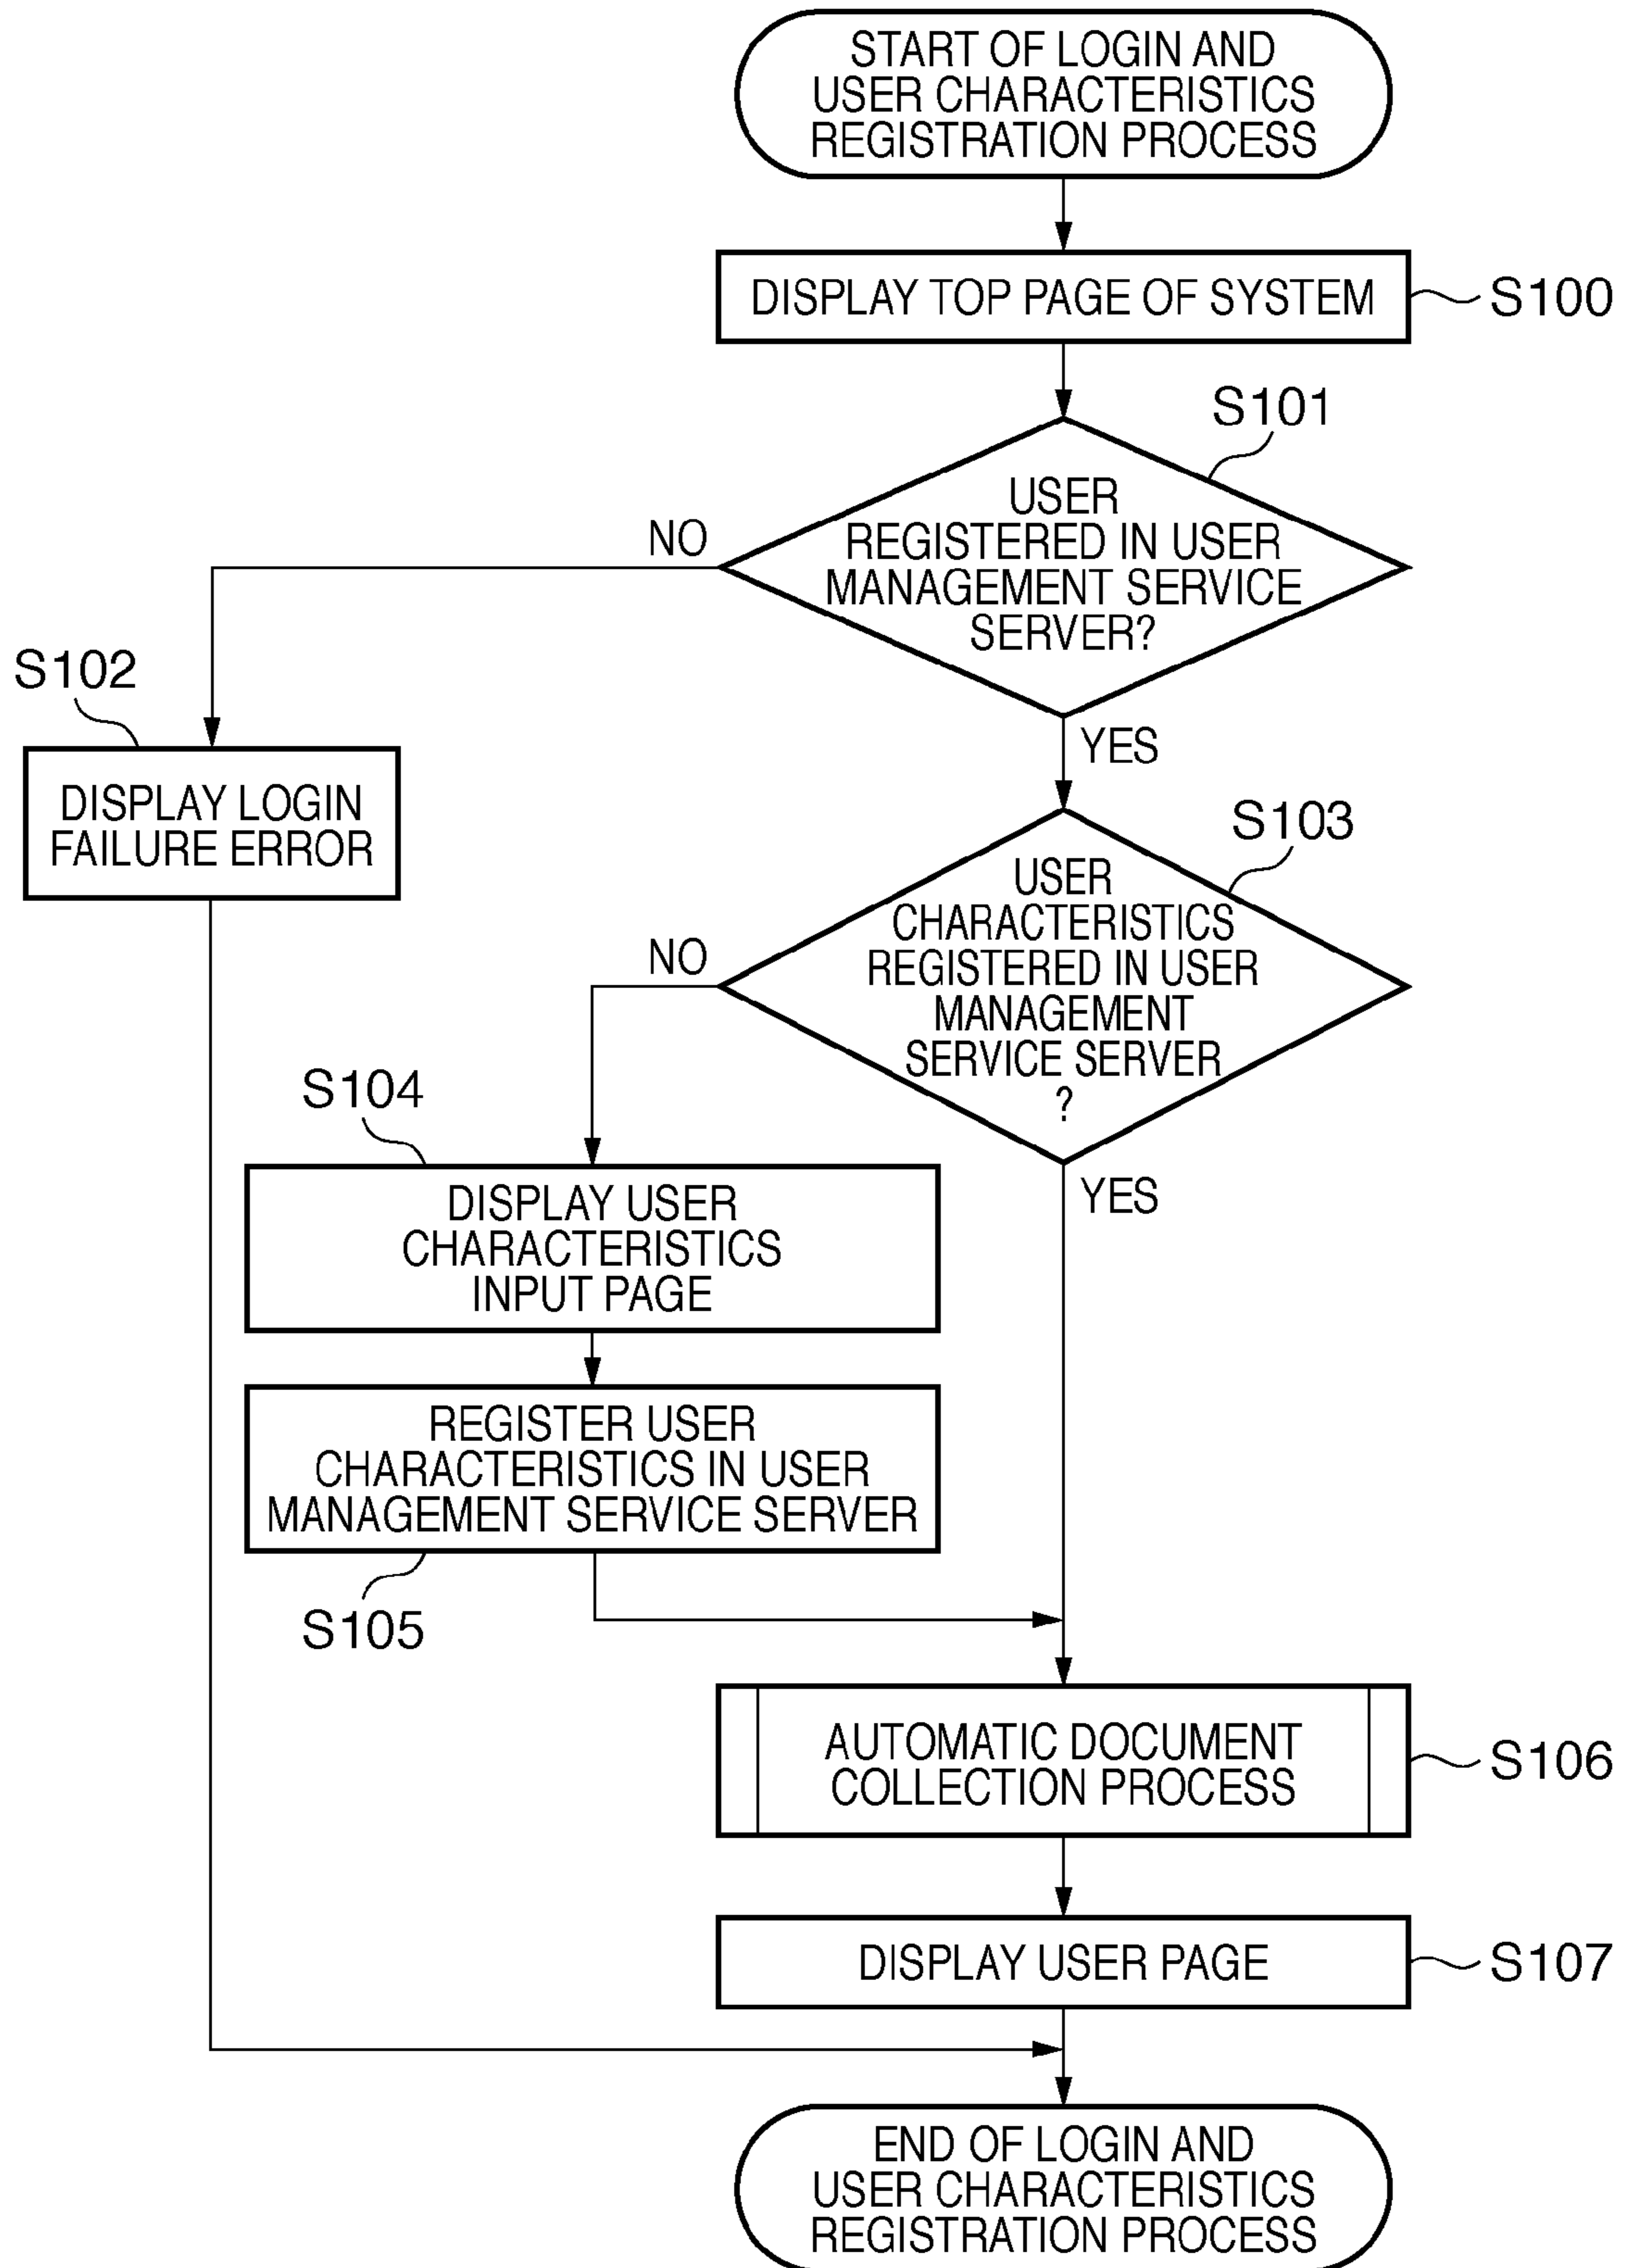 START OF LOGIN AND
USER CHARACTERISTICS
REGISTRATION PROCESS
DISPLAY TOP PAGE OF SYSTEM
S100
S101
USER
REGISTERED IN USER
MANAGEMENT SERVICE
SERVER?
NO
YES
S102
DISPLAY LOGIN
FAILURE ERROR
S103
USER
CHARACTERISTICS
REGISTERED IN USER
MANAGEMENT
SERVICE SERVER
?
NO
YES
S104
DISPLAY USER
CHARACTERISTICS
INPUT PAGE
REGISTER USER
CHARACTERISTICS IN USER
MANAGEMENT SERVICE SERVER
S105
AUTOMATIC DOCUMENT
COLLECTION PROCESS
S106
DISPLAY USER PAGE
S107
END OF LOGIN AND
USER CHARACTERISTICS
REGISTRATION PROCESS